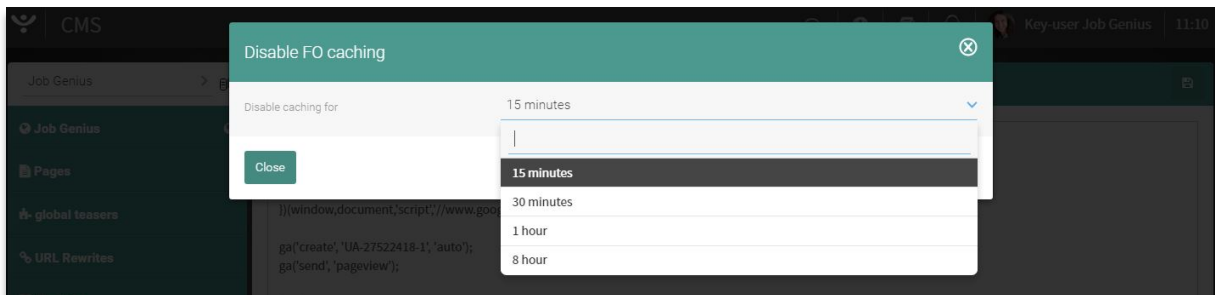 CMS
Key-user Job Genius 11:10
Disable FO caching
Job Genius
Disable caching for
15 minutes
Job Genius
Close
15 minutes
Pages
30 minutes
global teasers
})(window,document,'script','//www.goo
1 hour
ga('create', 'UA-27522418-1', 'auto');
URL Rewrites
8 hour
ga('send', 'pageview');